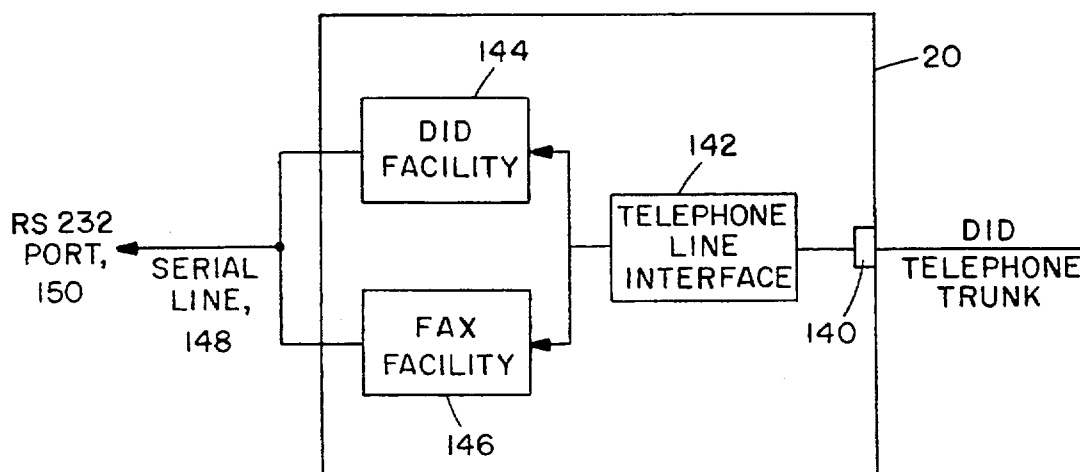 144
20
DID
FACILITY
142
TELEPHONE
LINE
INTERFACE
RS 232
PORT,
150
SERIAL
LINE,
148
DID
TELEPHONE
TRUNK
140
FAX
FACILITY
146